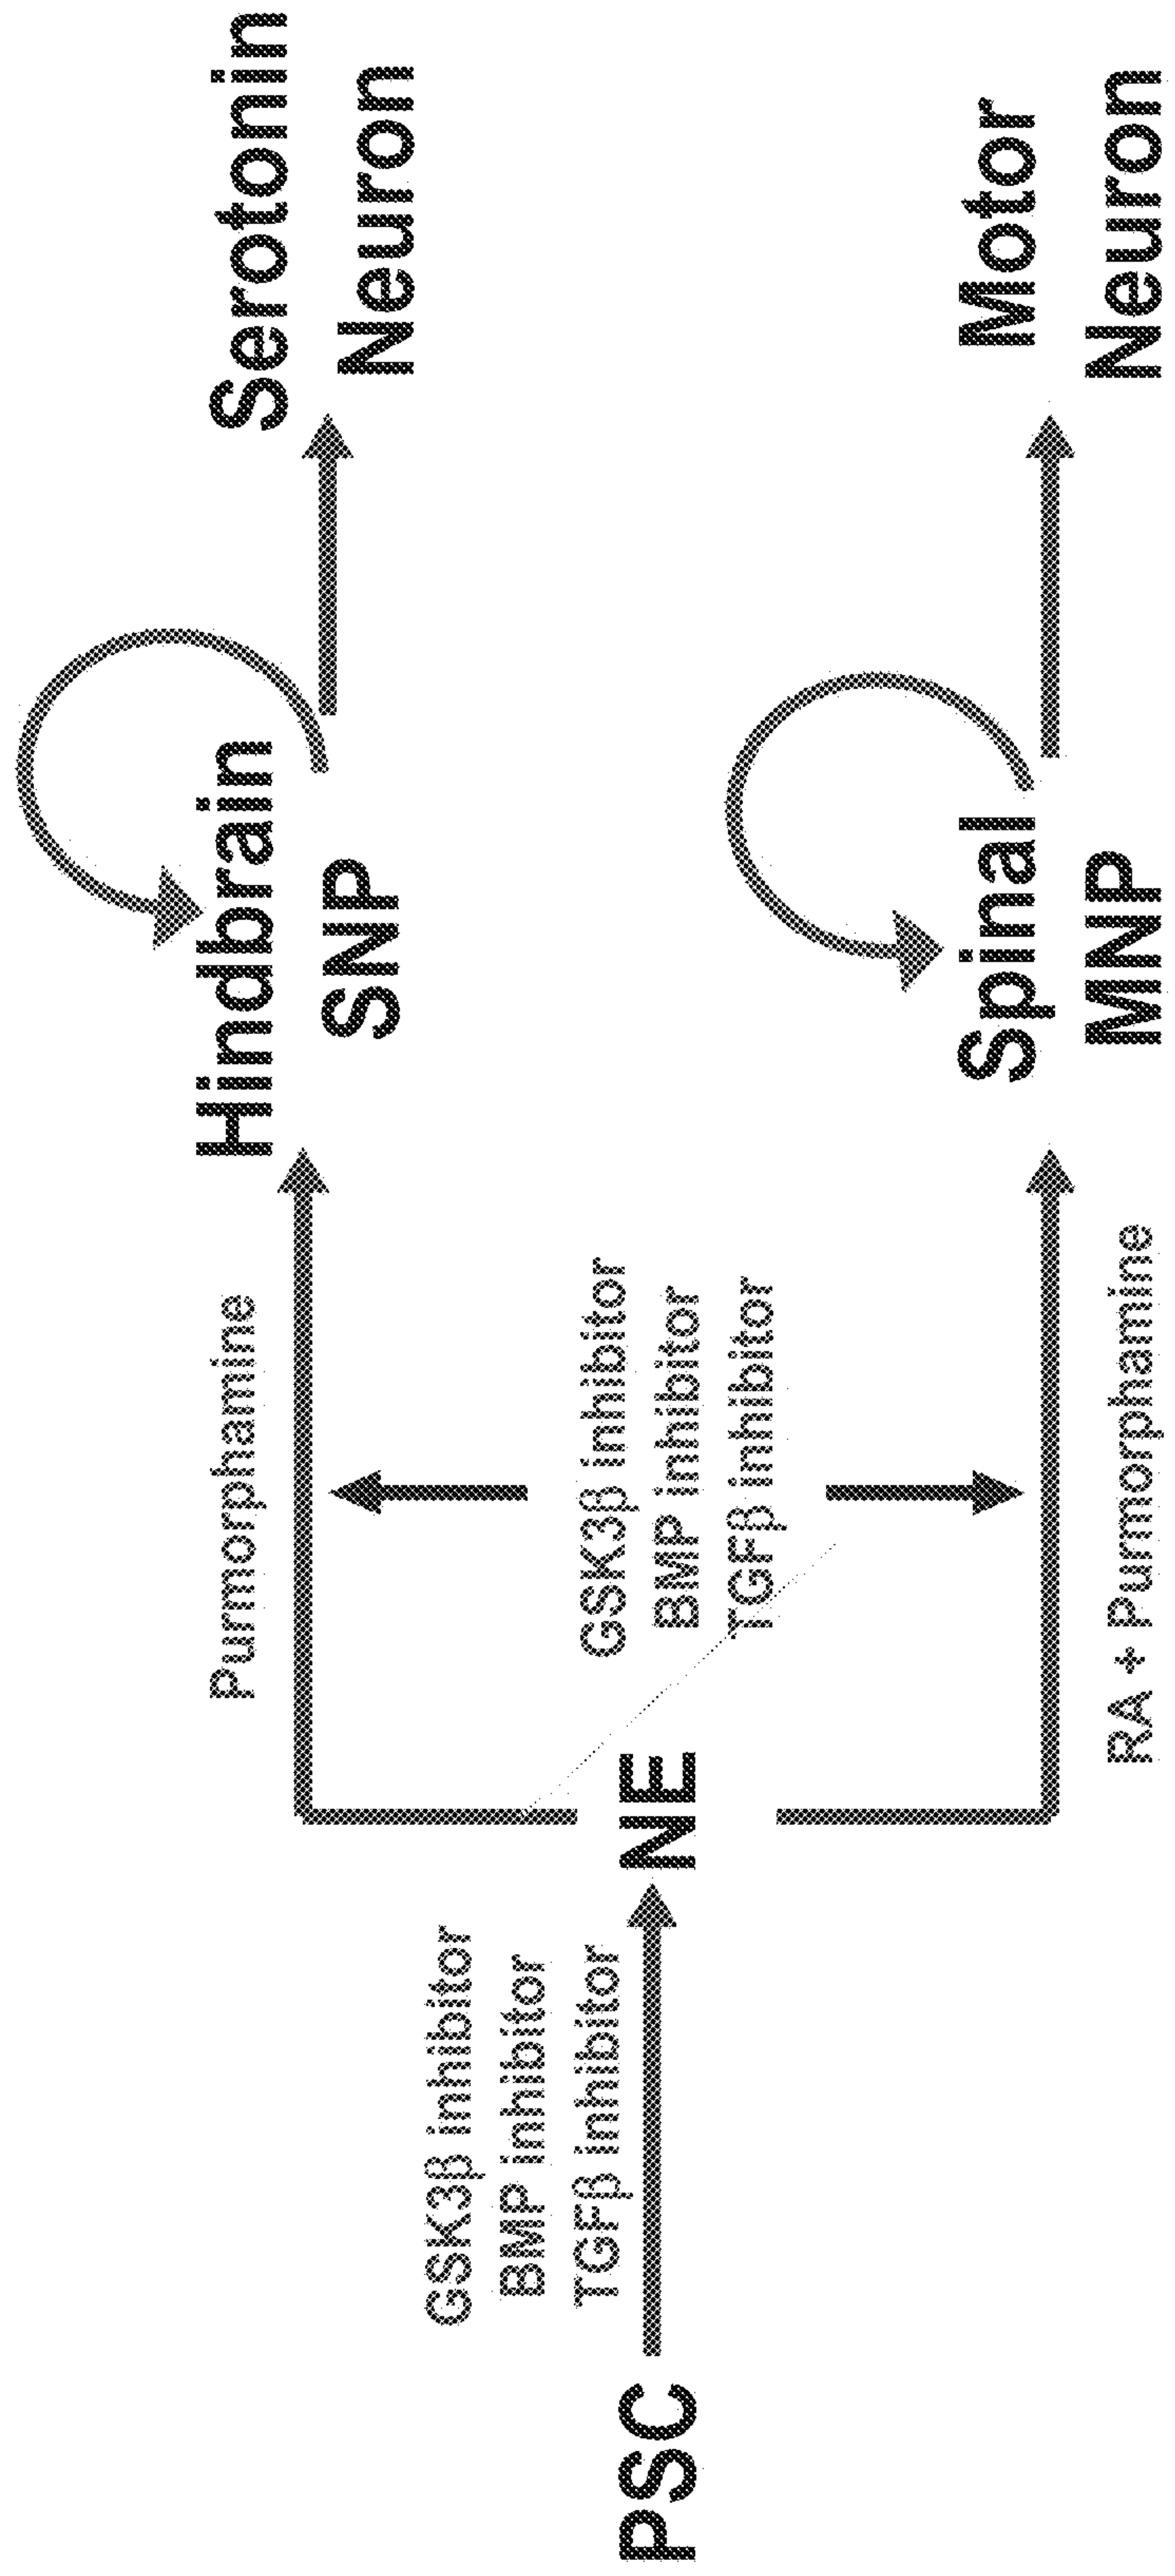 PSC
GSK3β inhibitor
BMP inhibitor
TGFβ inhibitor
NE
Purmorphamine
GSK3β inhibitor
BMP inhibitor
TGFβ inhibitor
RA + Purmorphamine
Hindbrain
SNP
Serotonin
Neuron
Spinal
MNP
Motor
Neuron